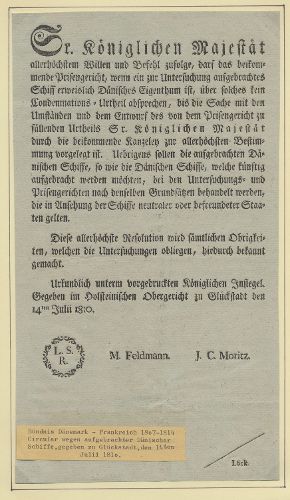 Sr. Königlichen Majestät
allerhöchstem Willen und Befehl zufolge, darf das beikom-
mende Prisengericht, wenn ein zur Untersuchung aufgebrachtes
Schiff erweislich Dänisches Eigenthum ist, über solches kein
Condemnations-Urtheil absprechen, bis die Sache mit den
Umständen und dem Entwurf des von dem Prisengericht zu
fällenden Urtheils Sr. Königlichen Majestät
durch die beikommende Kanzeley zur allerhöchsten Bestim-
mung vorgelegt ist. Uebrigens sollen die aufgebrachten Dä-
nischen Schiffe, so wie die Dänischen Schiffe, welche künftig
aufgebracht werden möchten, bei den Untersuchungs- und
Prisengerichten nach denselben Grundsätzen behandelt werden,
die in Ansehung der Schiffe neutraler oder befreundeter Staa-
ten gelten.
Diese allerhöchste Resolution wird sämtlichen Obrigkei-
ten, welchen die Untersuchungen obliegen, hiedurch bekannt
gemacht.
Urkundlich unterm vorgedruckten Königlichen Insiegel.
Gegeben im Holsteinischen Obergericht zu Glückstadt den
14ten Julii 1810.
L. S.
R.
M. Feldmann. J. C. Moritz.
Bündnis Dänemark - Frankreich 1807-1814
Circular wegen aufgebrachter Dänischer
Schiffe, gegeben zu Glückstadt, den 14ten
Julii 1810.
Löck.